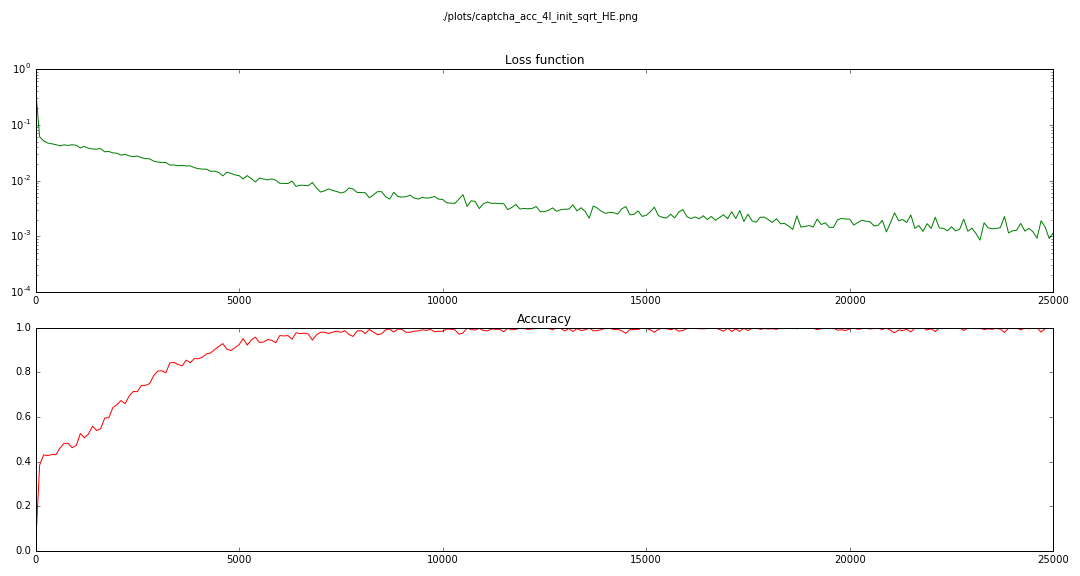 ./plots/captcha_acc_4l_init_sqrt_HE.png
Loss function
10^0
10^-1
10^-2
10^-3
10^-4
0 5000 10000 15000 20000 25000
Accuracy
1.0
0.8
0.6
0.4
0.2
0.0
0 5000 10000 15000 20000 25000